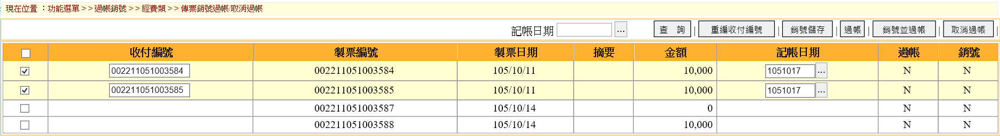 現在位置 ：功能選單 > > 過帳銷號 > > 經費類 > > 傳票銷號過帳/取消過帳
記帳日期 ... 查 詢 | 重編收付編號 | 銷號儲存 | 過帳 | 銷號並過帳 | 取消過帳 |
收付編號 製票編號 製票日期 摘要 金額 記帳日期 過帳 銷號
002211051003584 002211051003584 105/10/11 10,000 1051017 ... N N
002211051003585 002211051003585 105/10/11 10,000 1051017 ... N N
002211051003587 105/10/14 0 N N
002211051003588 105/10/14 10,000 N N